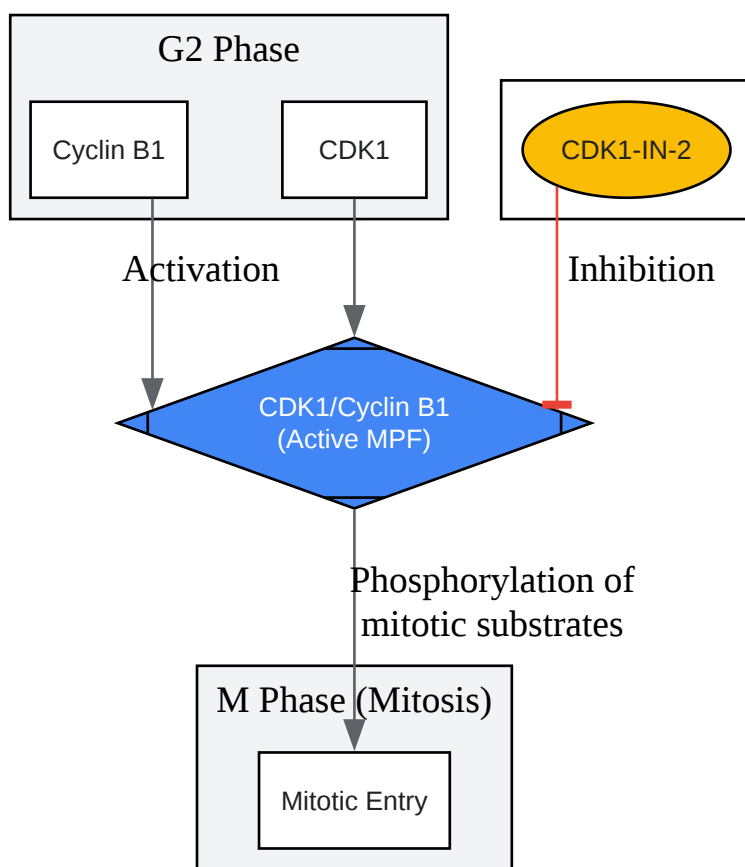 G2 Phase
Cyclin B1
CDK1
CDK1-IN-2
Activation
Inhibition
CDK1/Cyclin B1
(Active MPF)
Phosphorylation of
mitotic substrates
M Phase (Mitosis)
Mitotic Entry